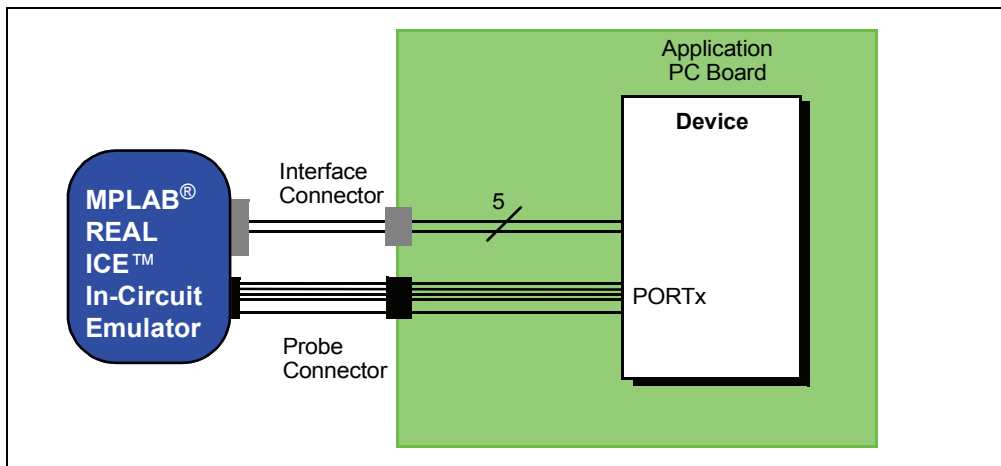 Application
PC Board
Device
Interface
Connector
5
MPLAB®
REAL
ICE™
In-Circuit
Emulator
PORTx
Probe
Connector